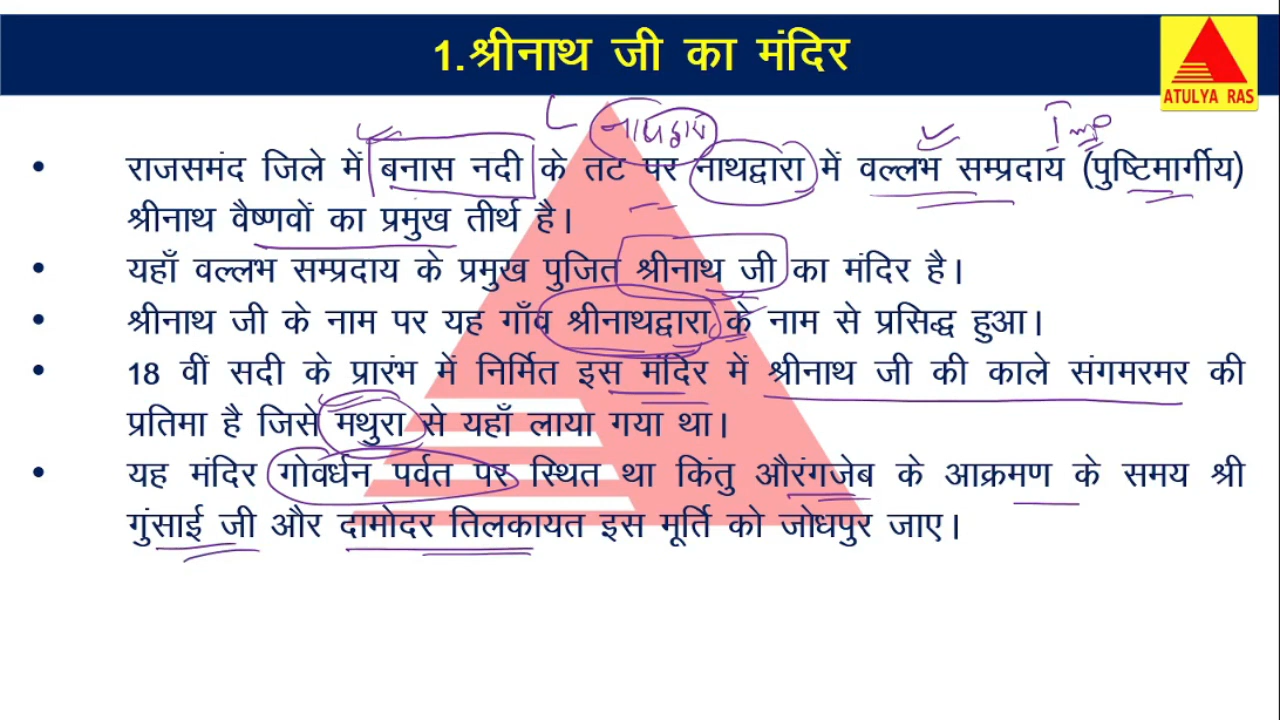 1.श्रीनाथ जी का मंदिर
ATULYA RAS
नाथद्वारा
Imp
• राजसमंद जिले में बनास नदी के तट पर नाथद्वारा में वल्लभ सम्प्रदाय (पुष्टिमार्गीय)
श्रीनाथ वैष्णवों का प्रमुख तीर्थ है।
• यहाँ वल्लभ सम्प्रदाय के प्रमुख पुजित श्रीनाथ जी का मंदिर है।
• श्रीनाथ जी के नाम पर यह गाँव श्रीनाथद्वारा के नाम से प्रसिद्ध हुआ।
• 18 वीं सदी के प्रारंभ में निर्मित इस मंदिर में श्रीनाथ जी की काले संगमरमर की
प्रतिमा है जिसे मथुरा से यहाँ लाया गया था।
• यह मंदिर गोवर्धन पर्वत पर स्थित था किंतु औरंगजेब के आक्रमण के समय श्री
गुंसाई जी और दामोदर तिलकायत इस मूर्ति को जोधपुर जाए।